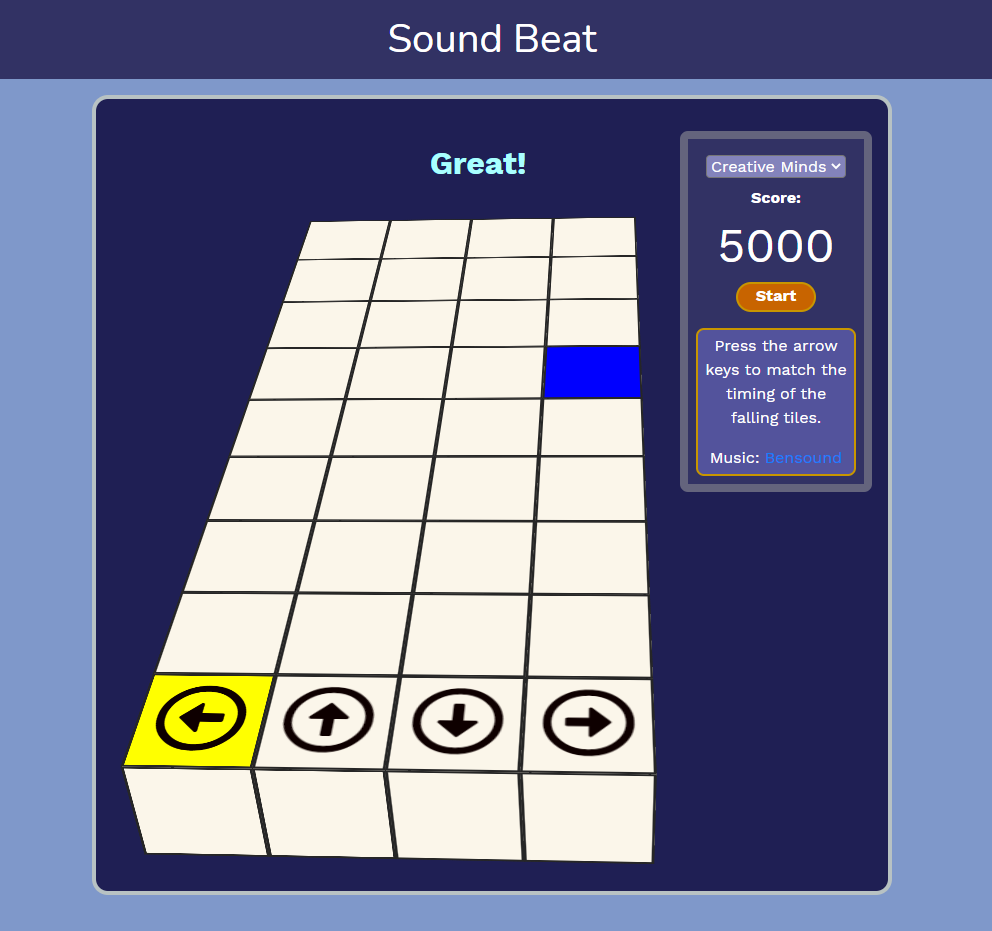 Sound Beat
Great!
Creative Minds
Score:
5000
Start
Press the arrow
keys to match the
timing of the
falling tiles.
Music: Bensound